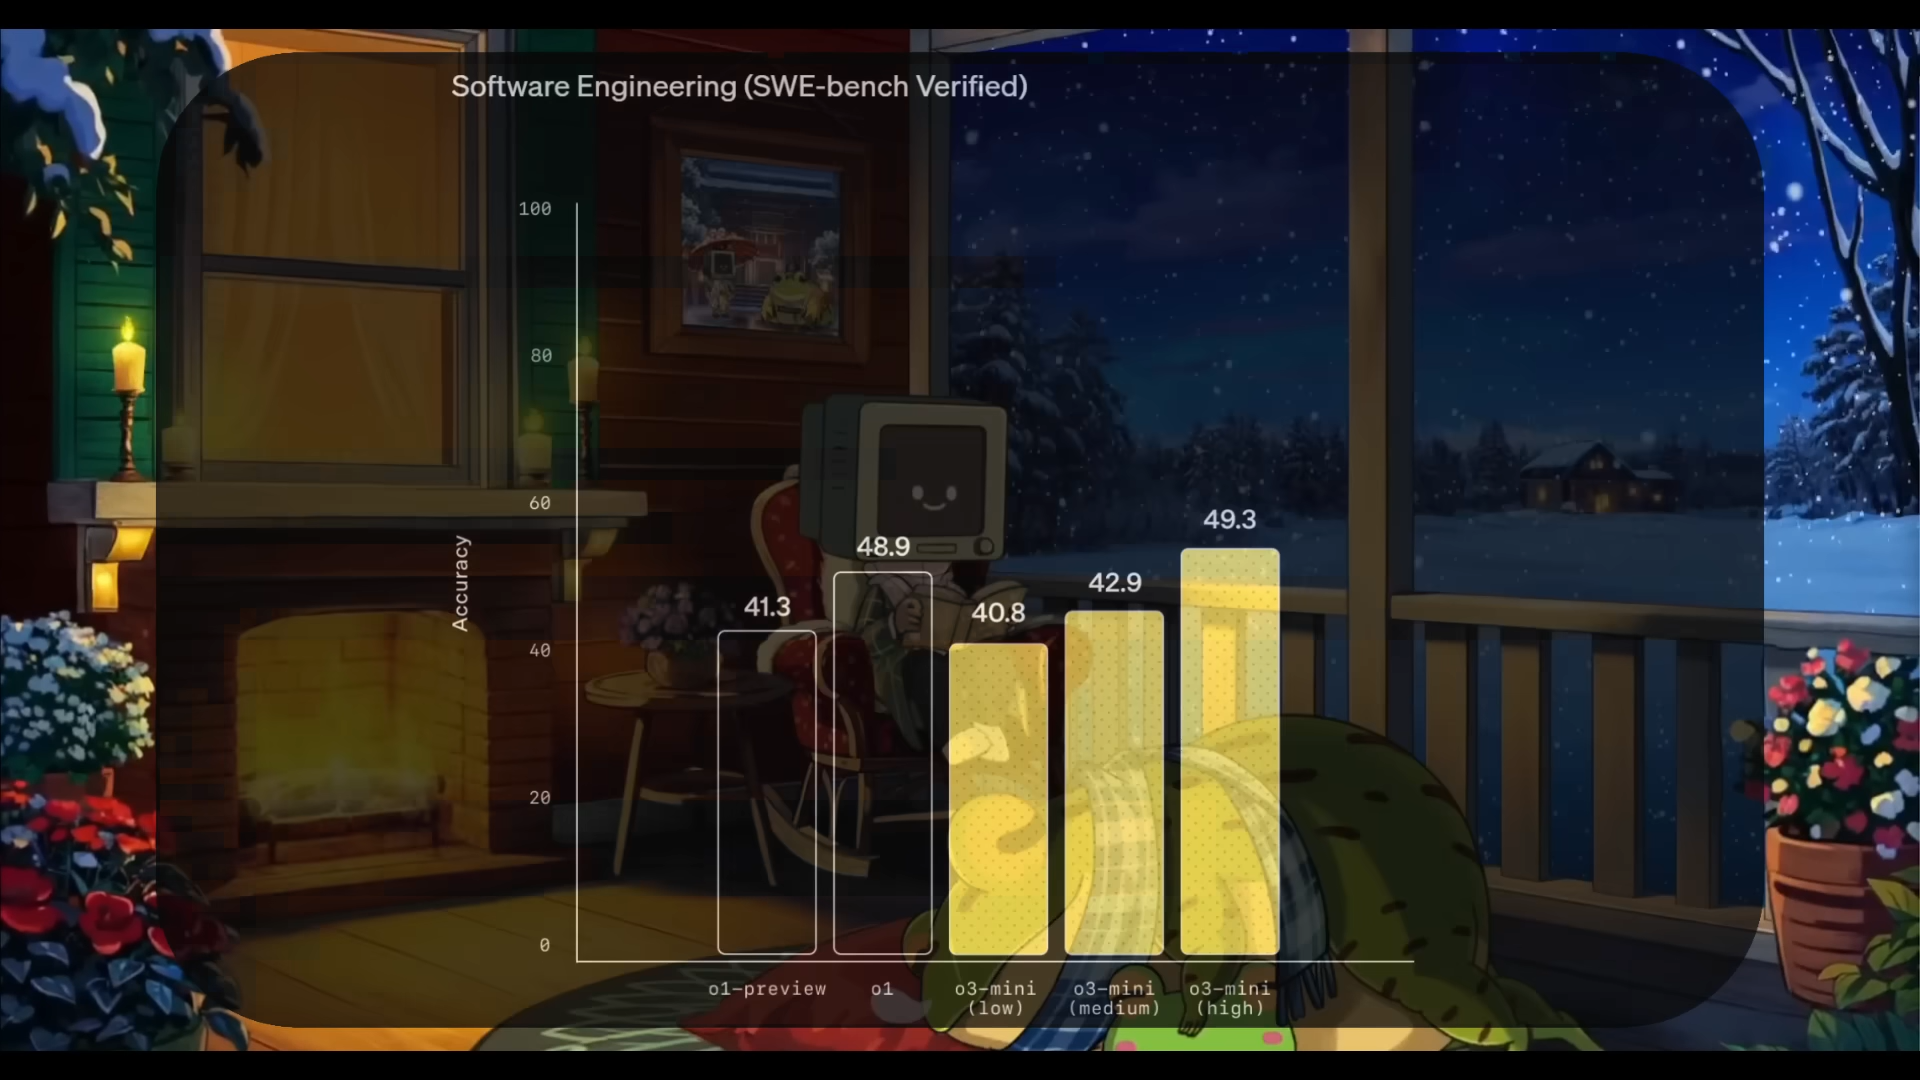 Software Engineering (SWE-bench Verified)
100
80
60
40
20
0
Accuracy
41.3
48.9
40.8
42.9
49.3
o1-preview
o1
o3-mini
(low)
o3-mini
(medium)
o3-mini
(high)